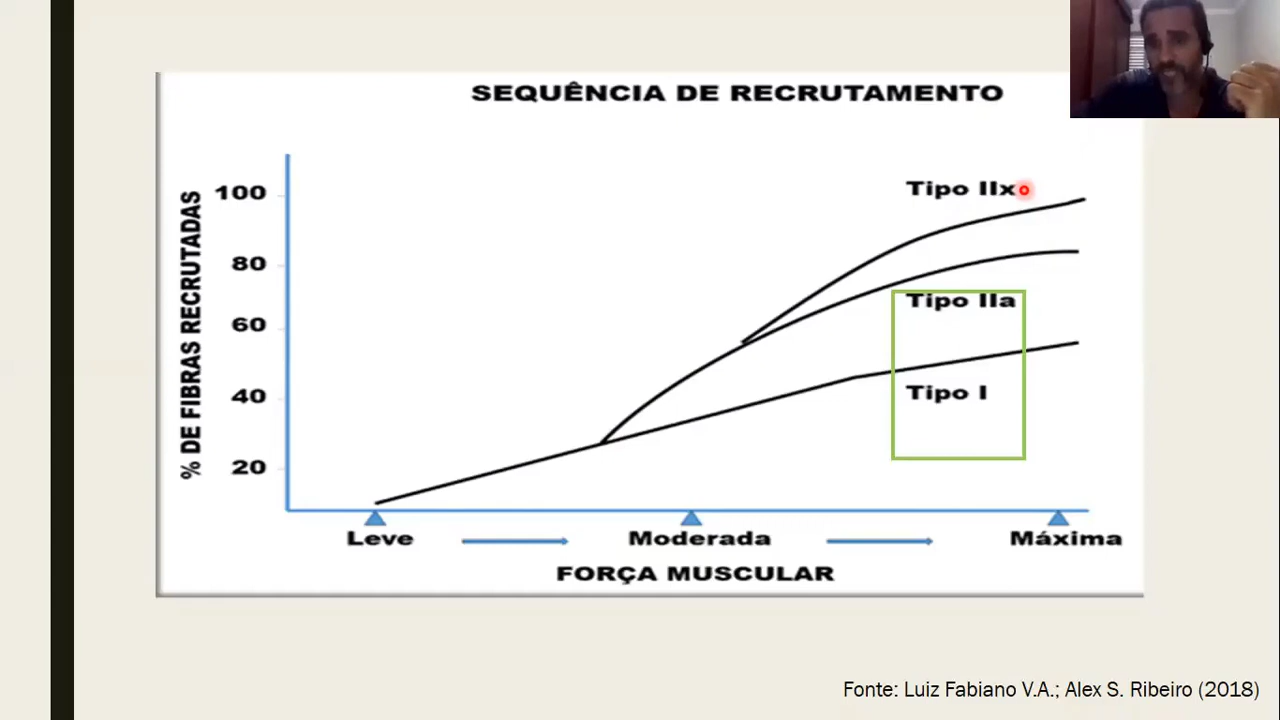 SEQUÊNCIA DE RECRUTAMENTO
% DE FIBRAS RECRUTADAS
100
80
60
40
20
Tipo IIx
Tipo IIa
Tipo I
Leve
Moderada
Máxima
FORÇA MUSCULAR
Fonte: Luiz Fabiano V.A.; Alex S. Ribeiro (2018)